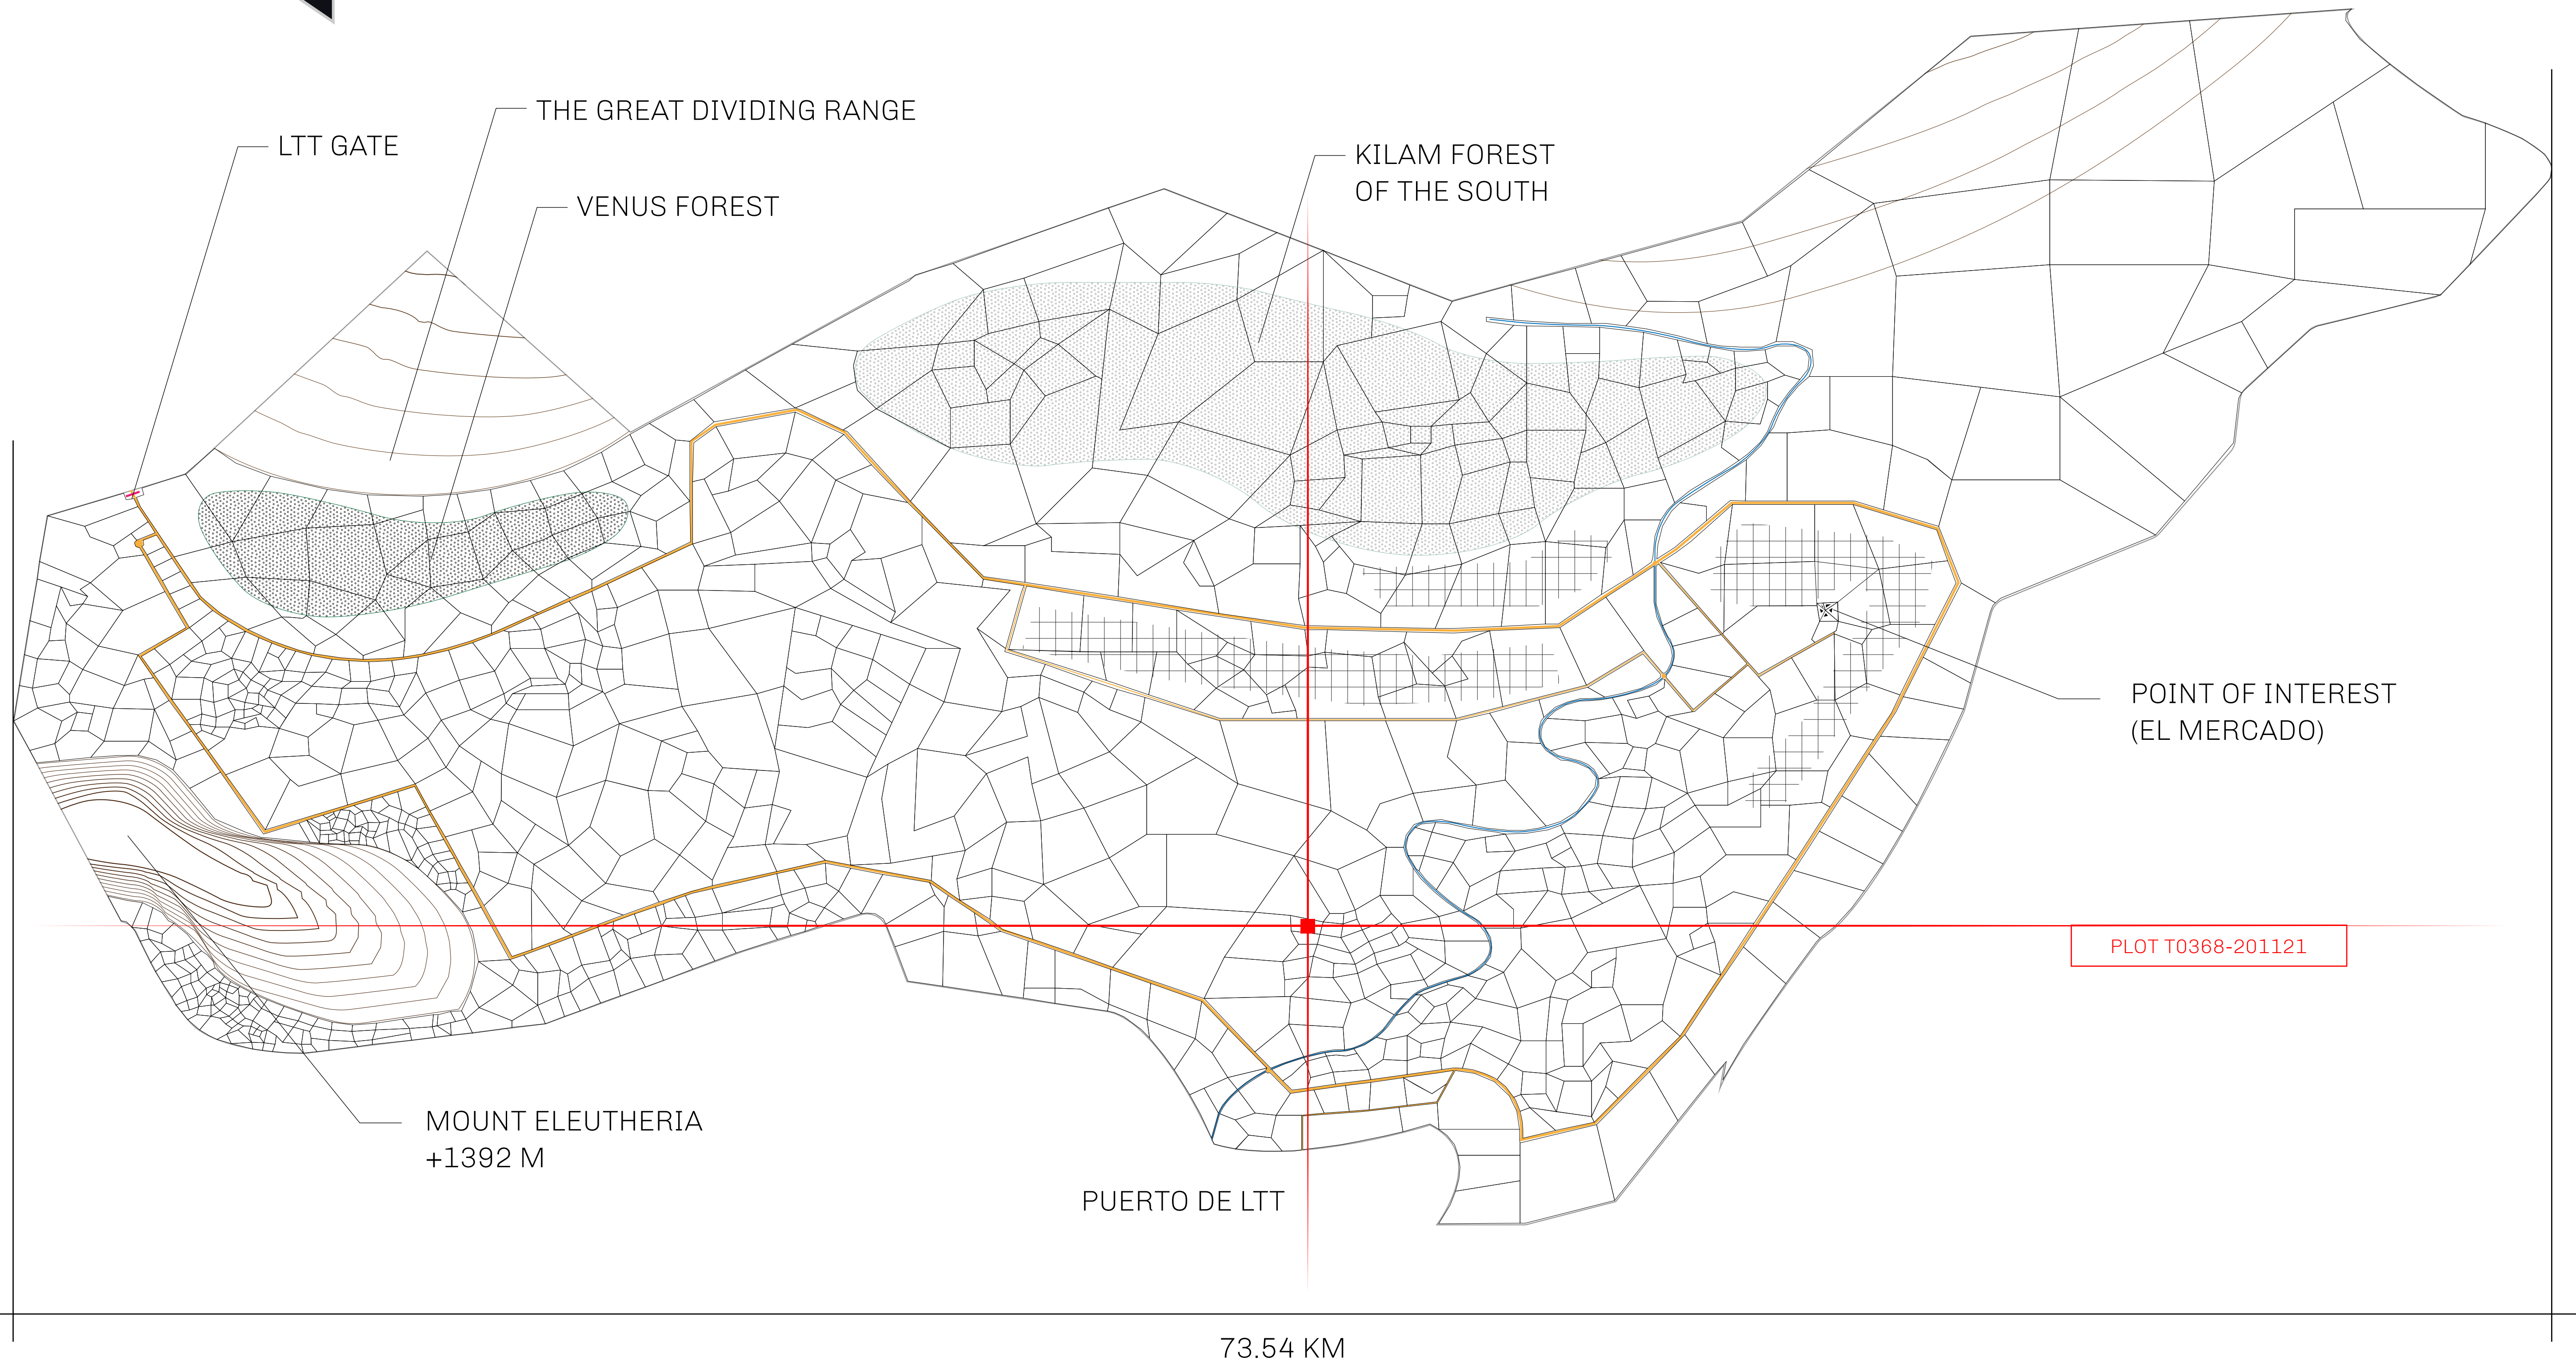 THE GREAT DIVIDING RANGE
LTT GATE
VENUS FOREST
KILAM FOREST
OF THE SOUTH
POINT OF INTEREST
(EL MERCADO)
PLOT T0368-201121
MOUNT ELEUTHERIA
+1392 M
PUERTO DE LTT
73.54 KM